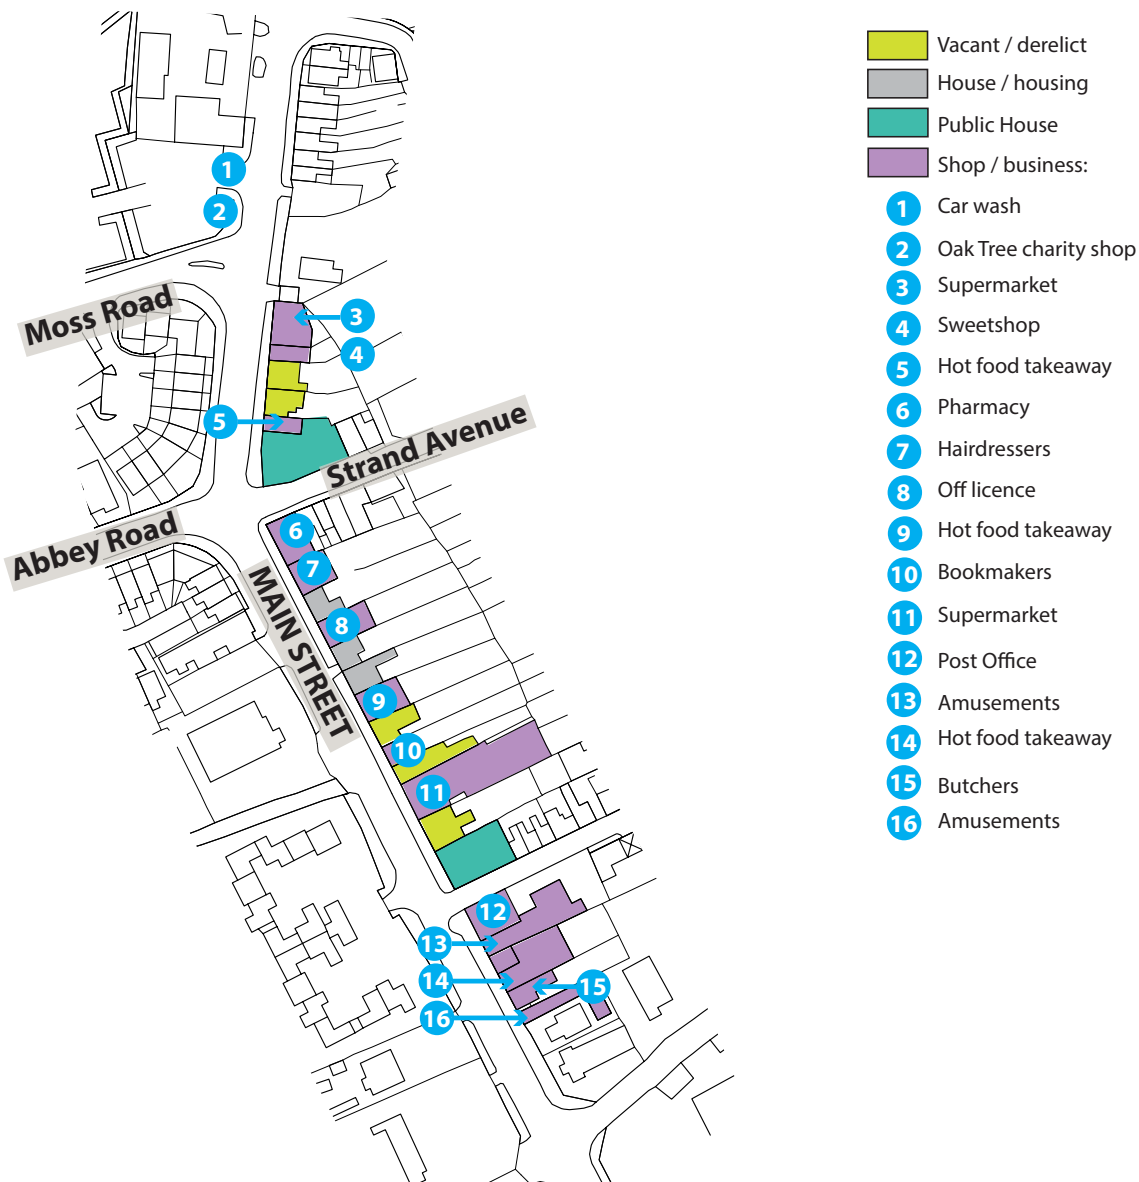 Vacant / derelict
House / housing
Public House
Shop / business:
1 Car wash
2 Oak Tree charity shop
3 Supermarket
4 Sweetshop
5 Hot food takeaway
6 Pharmacy
7 Hairdressers
8 Off licence
9 Hot food takeaway
10 Bookmakers
11 Supermarket
12 Post Office
13 Amusements
14 Hot food takeaway
15 Butchers
16 Amusements
1
2
Moss Road
3
4
5
Strand Avenue
Abbey Road
6
7
MAIN STREET
8
9
10
11
12
13
14
15
16